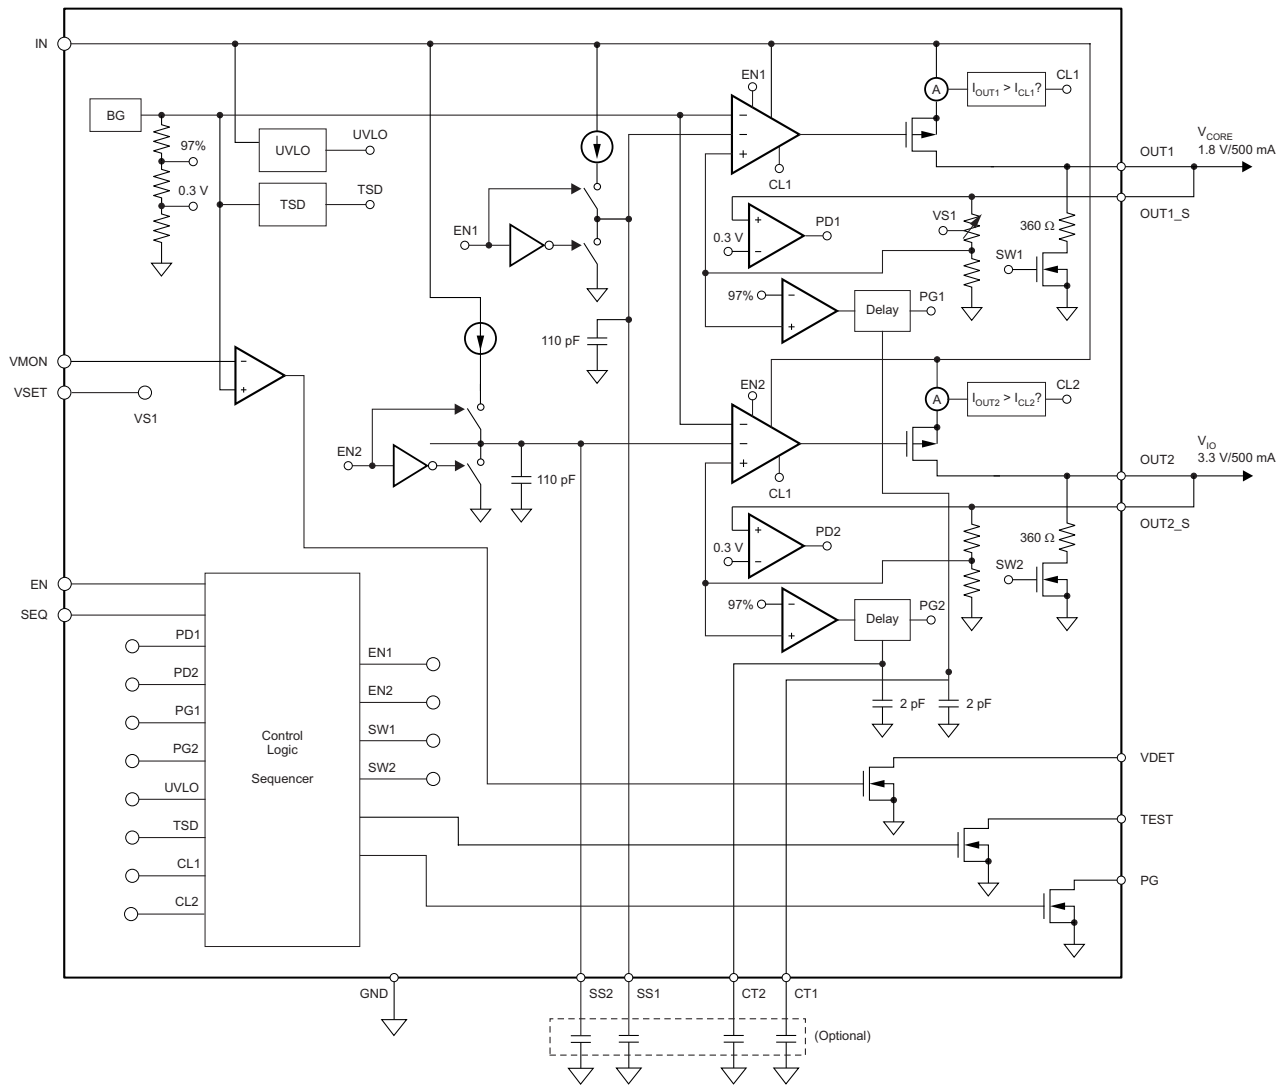 IN
EN1
CL1
I_OUT1 > I_CL1?
A
BG
97%
UVLO
UVLO
0.3 V
TSD
TSD
CL1
OUT1
V_CORE
1.8 V/500 mA
OUT1_S
EN1
VS1
360 Ω
PD1
0.3 V
SW1
97%
Delay
PG1
110 pF
VMON
VSET
VS1
EN2
A
I_OUT2 > I_CL2?
CL2
EN2
110 pF
CL1
OUT2
V_IO
3.3 V/500 mA
OUT2_S
360 Ω
PD2
0.3 V
SW2
EN
SEQ
97%
Delay
PG2
PD1
PD2
PG1
PG2
UVLO
TSD
CL1
CL2
Control
Logic
Sequencer
EN1
EN2
SW1
SW2
2 pF
2 pF
VDET
TEST
PG
GND
SS2
SS1
CT2
CT1
(Optional)